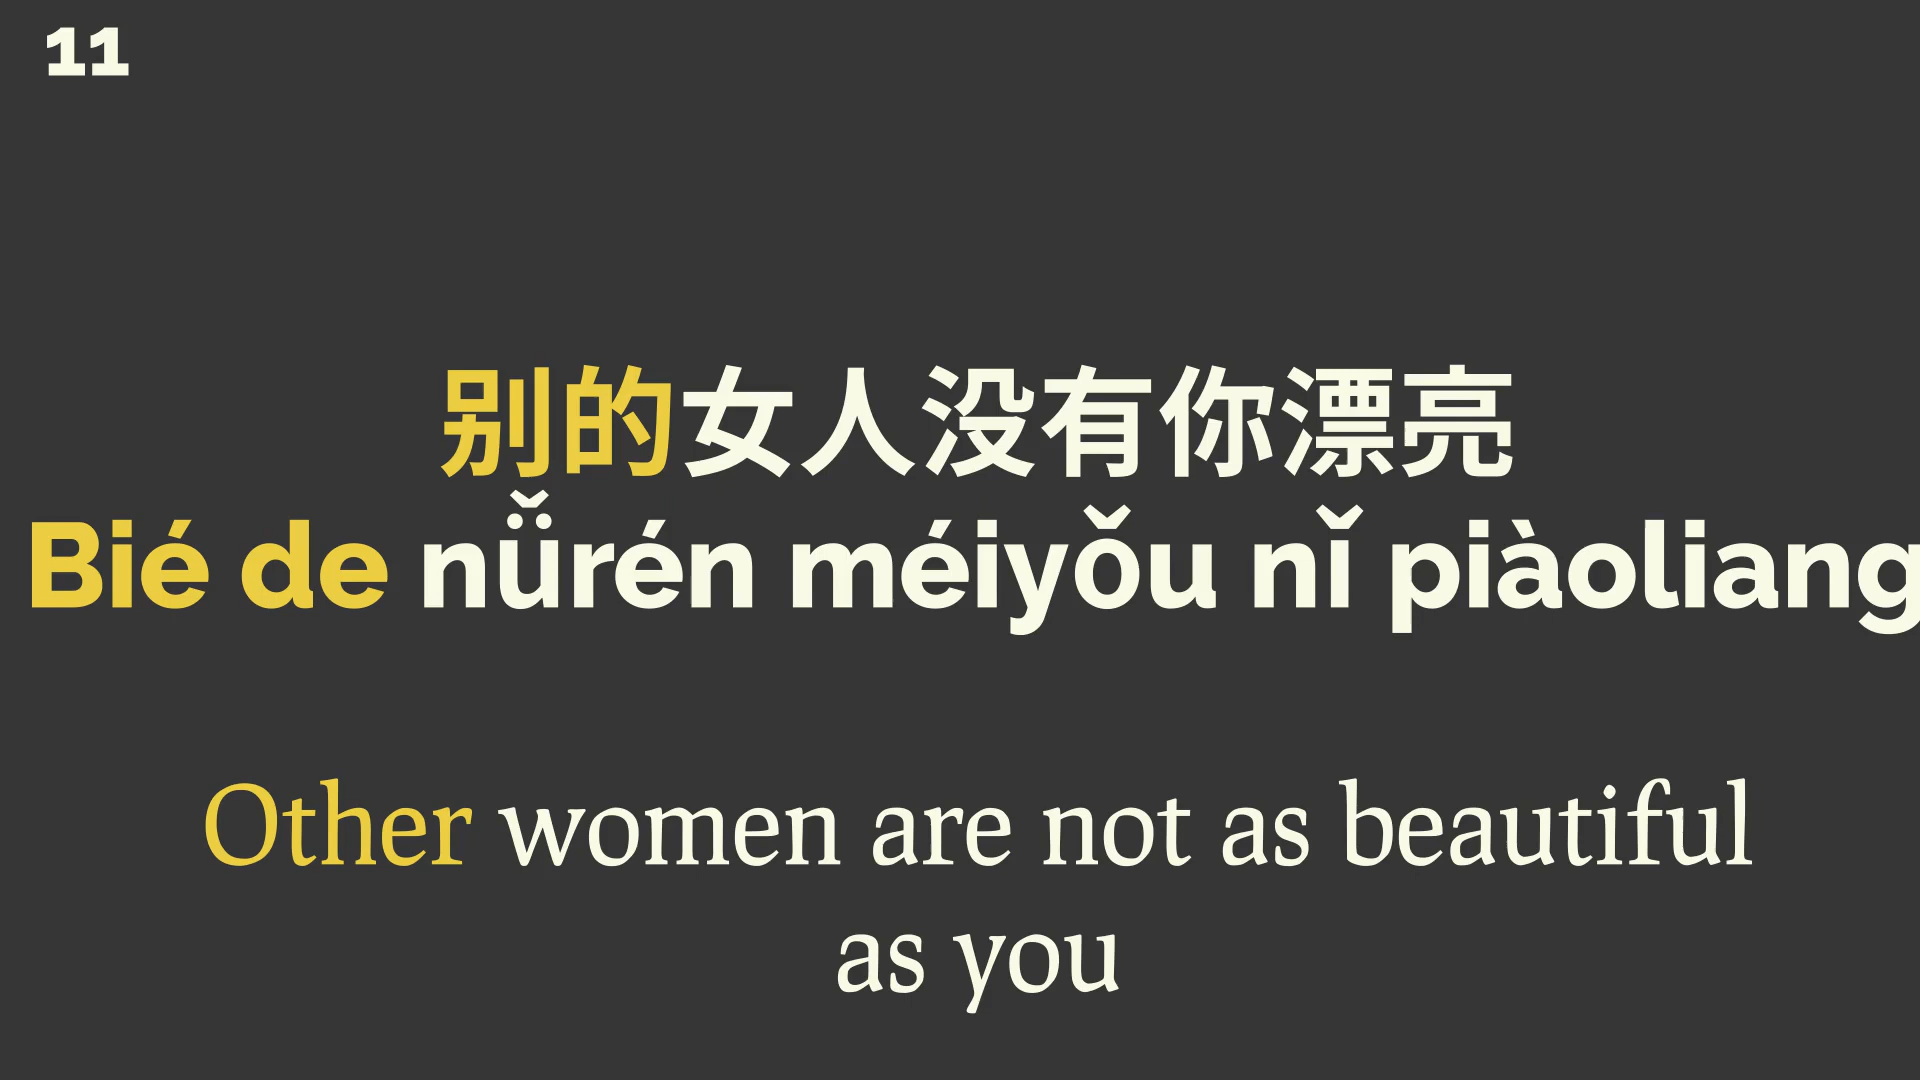 11
别的女人没有你漂亮
Bié de nǚrén méiyǒu nǐ piàoliang
Other women are not as beautiful
as you